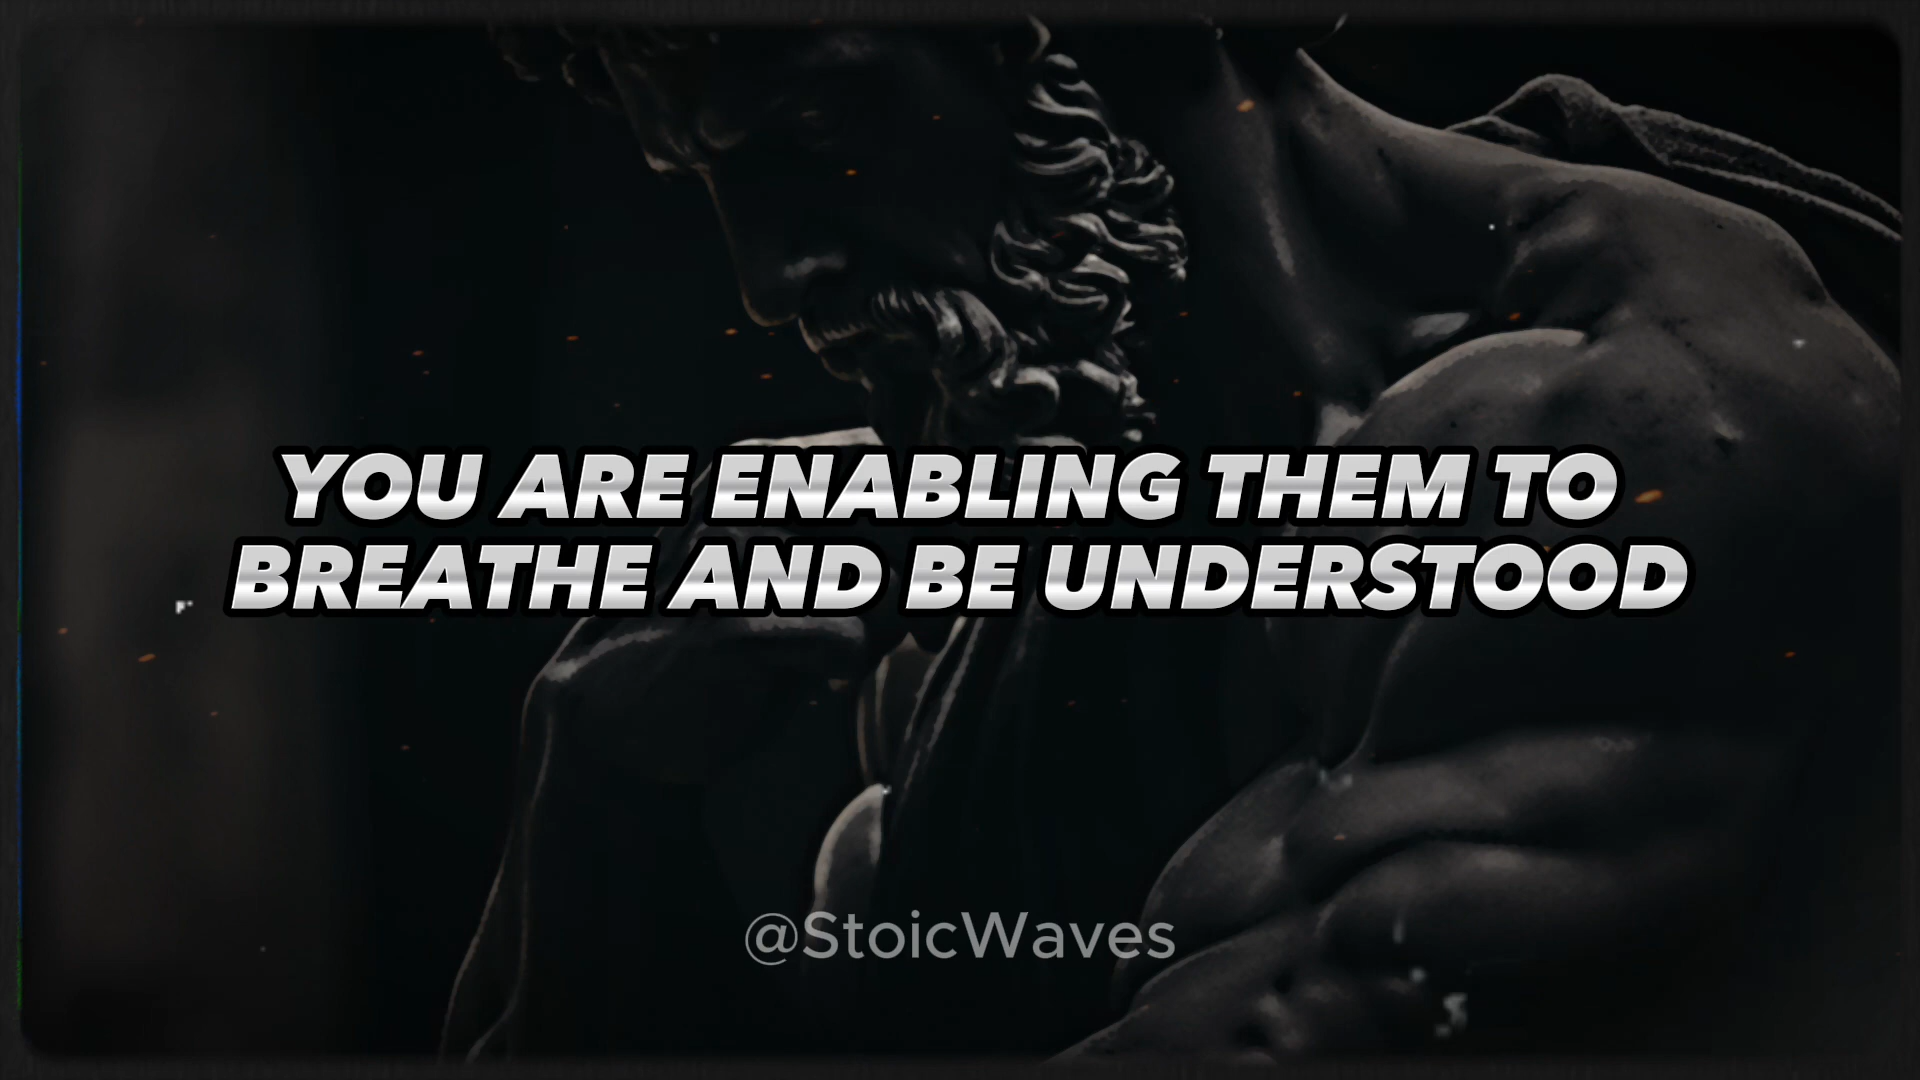 YOU ARE ENABLING THEM TO
BREATHE AND BE UNDERSTOOD
@StoicWaves